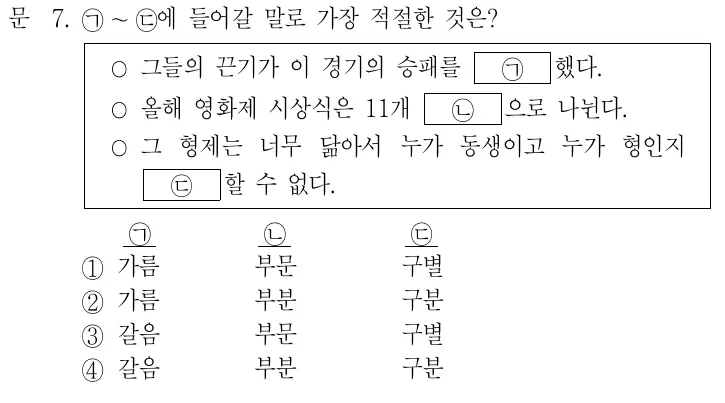 문 7. ㉠ ~ ㉢에 들어갈 말로 가장 적절한 것은?
○ 그들의 끈기가 이 경기의 승패를 ㉠ 했다.
○ 올해 영화제 시상식은 11개 ㉡ 으로 나뉜다.
○ 그 형제는 너무 닮아서 누가 동생이고 누가 형인지
㉢ 할 수 없다.
㉠ ㉡ ㉢
① 가름 부문 구별
② 가름 부분 구분
③ 갈음 부문 구별
④ 갈음 부분 구분